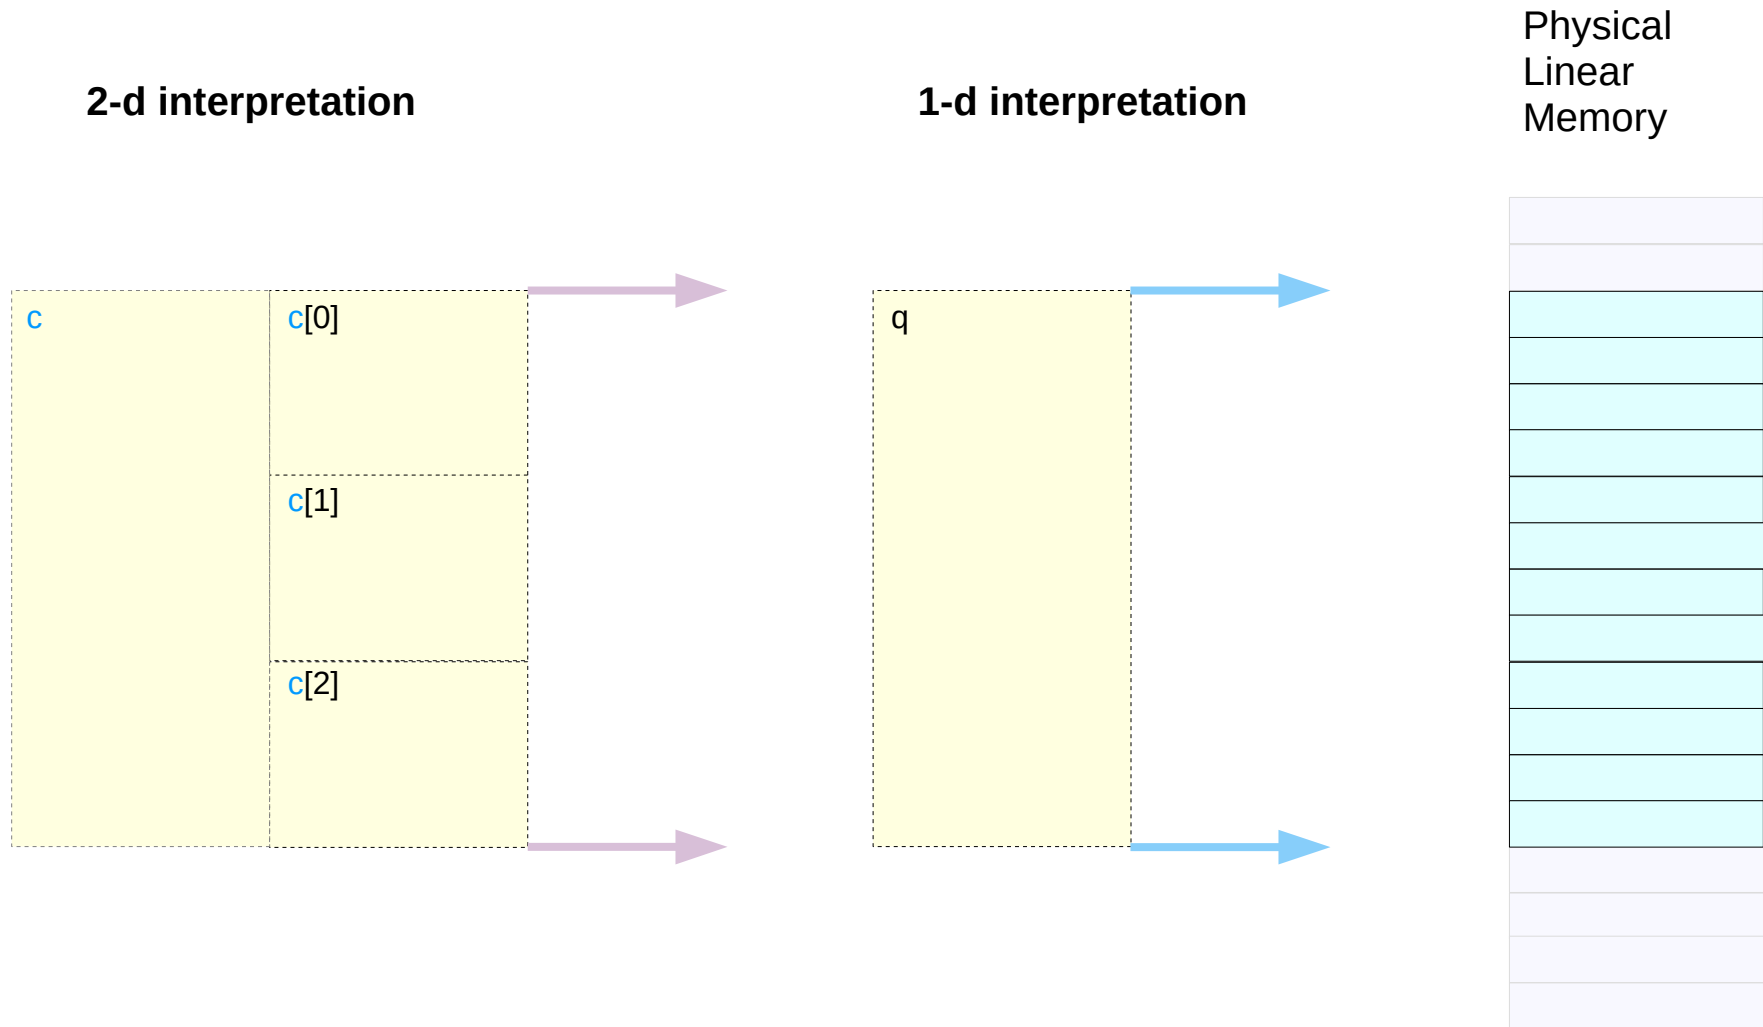 Physical
Linear
Memory
2-d interpretation
1-d interpretation
c
c[0]
q
c[1]
c[2]